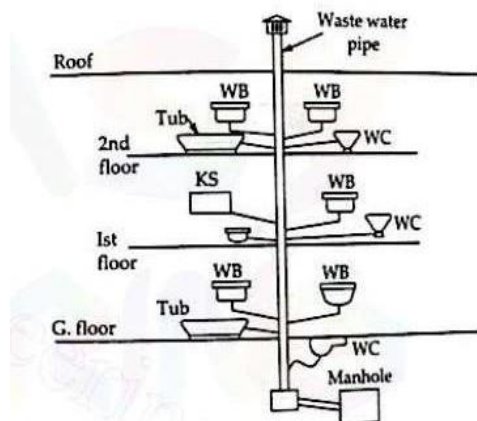 Waste water
pipe
Roof
WB
WB
Tub
WC
2nd
floor
KS
WB
WC
Ist
floor
WB
WB
Tub
G. floor
WC
Manhole